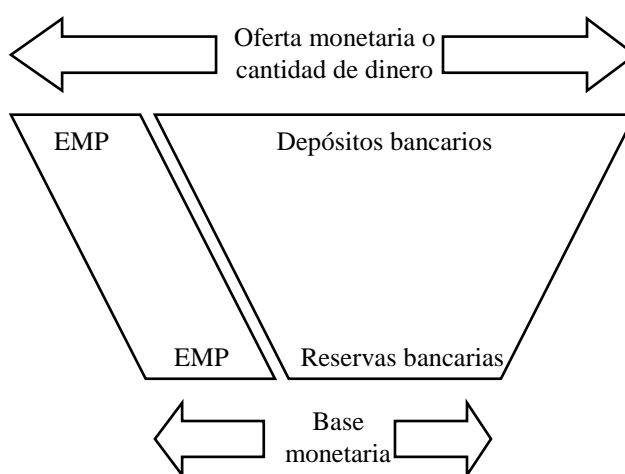 Oferta monetaria o
cantidad de dinero
EMP
Depósitos bancarios
EMP
Reservas bancarias
Base
monetaria